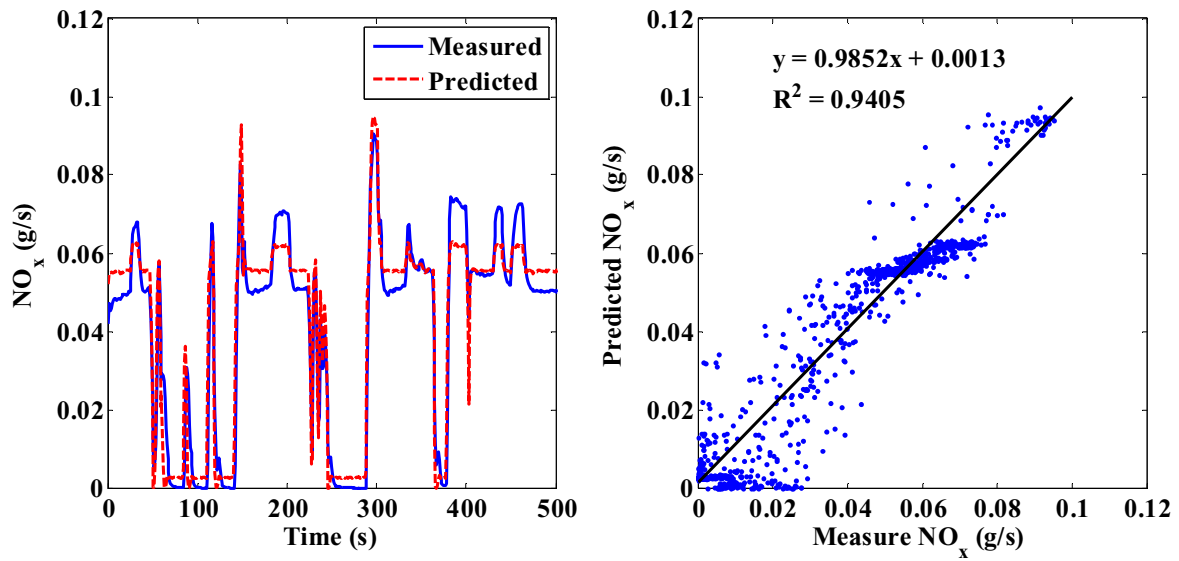 0.12
0.1
0.08
0.06
0.04
0.02
0
NOx (g/s)
Measured
Predicted
0 100 200 300 400 500
Time (s)
0.12
0.1
0.08
0.06
0.04
0.02
0
Predicted NOx (g/s)
y = 0.9852x + 0.0013
R² = 0.9405
0 0.02 0.04 0.06 0.08 0.1 0.12
Measure NOx (g/s)